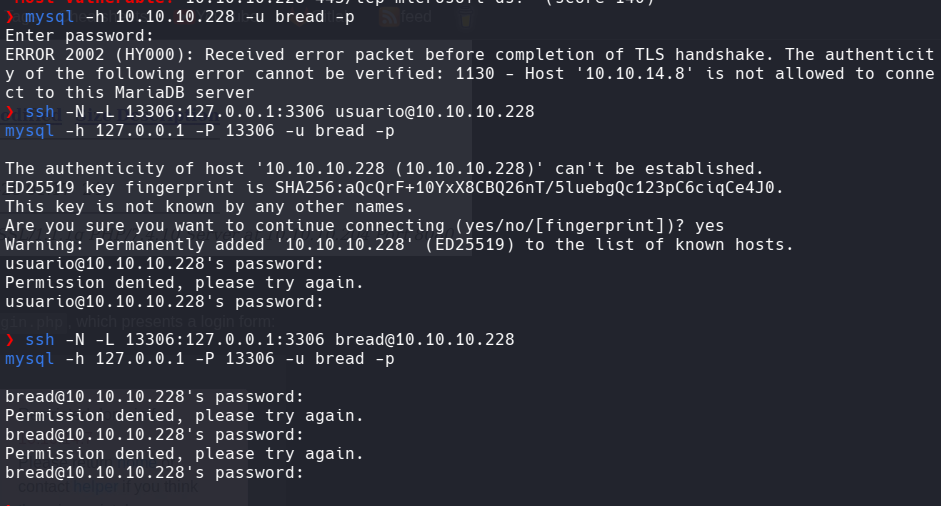 ❯ mysql -h 10.10.10.228 -u bread -p
Enter password:
ERROR 2002 (HY000): Received error packet before completion of TLS handshake. The authenticit
y of the following error cannot be verified: 1130 - Host '10.10.14.8' is not allowed to conne
ct to this MariaDB server
❯ ssh -N -L 13306:127.0.0.1:3306 usuario@10.10.10.228
mysql -h 127.0.0.1 -P 13306 -u bread -p
The authenticity of host '10.10.10.228 (10.10.10.228)' can't be established.
ED25519 key fingerprint is SHA256:aQcQrF+10YxX8CBQ26nT/5luebgQc123pC6ciqCe4J0.
This key is not known by any other names.
Are you sure you want to continue connecting (yes/no/[fingerprint])? yes
Warning: Permanently added '10.10.10.228' (ED25519) to the list of known hosts.
usuario@10.10.10.228's password:
Permission denied, please try again.
usuario@10.10.10.228's password:
which presents a login form:
❯ ssh -N -L 13306:127.0.0.1:3306 bread@10.10.10.228
mysql -h 127.0.0.1 -P 13306 -u bread -p
bread@10.10.10.228's password:
Permission denied, please try again.
bread@10.10.10.228's password:
Permission denied, please try again.
bread@10.10.10.228's password:
contact helper if you think